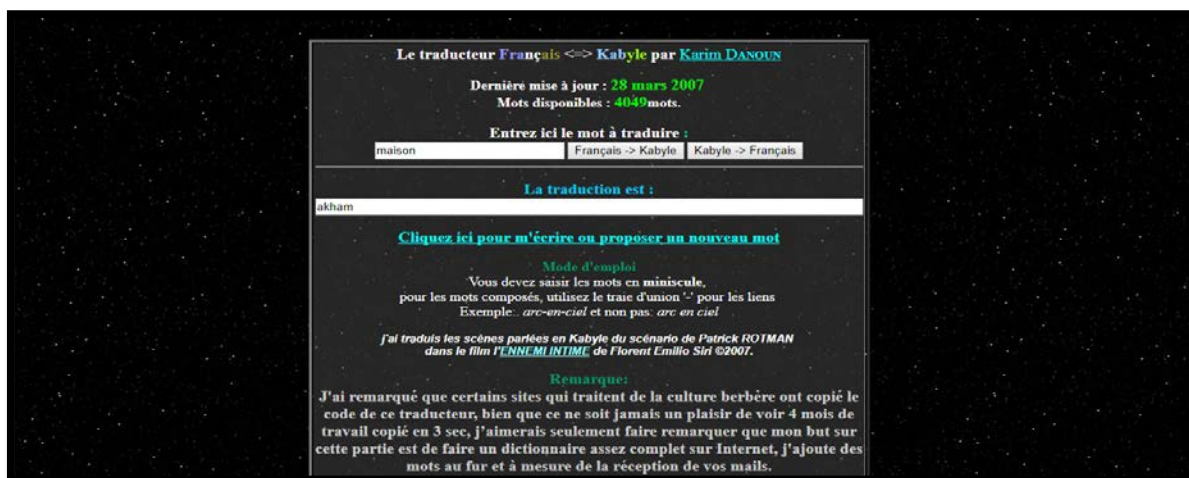 Le traducteur Français <=> Kabyle par Karim DANOUN
Dernière mise à jour : 28 mars 2007
Mots disponibles : 4049mots.
Entrez ici le mot à traduire :
maison Français -> Kabyle Kabyle -> Français
La traduction est :
akham
Cliquez ici pour m'écrire ou proposer un nouveau mot
Mode d'emploi
Vous devez saisir les mots en miniscule,
pour les mots composés, utilisez le traie d'union '-' pour les liens
Exemple:. arc-en-ciel et non pas: arc en ciel
j'ai traduis les scènes parlées en Kabyle du scénario de Patrick ROTMAN
dans le film l'ENNEMI INTIME de Florent Emilio Siri ©2007.
Remarque:
J'ai remarqué que certains sites qui traitent de la culture berbère ont copié le
code de ce traducteur, bien que ce ne soit jamais un plaisir de voir 4 mois de
travail copié en 3 sec, j'aimerais seulement faire remarquer que mon but sur
cette partie est de faire un dictionnaire assez complet sur Internet, j'ajoute des
mots au fur et à mesure de la réception de vos mails.